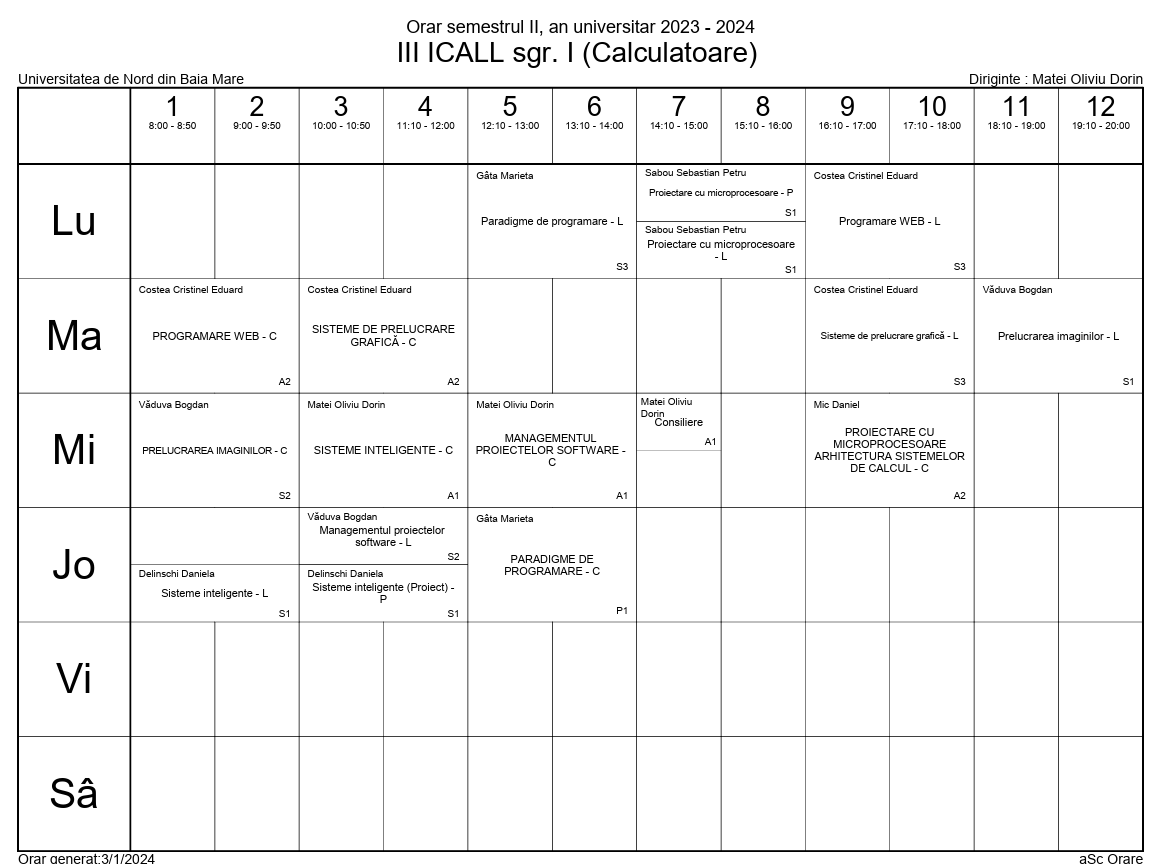 Orar semestrul II, an universitar 2023 - 2024
III ICALL sgr. I (Calculatoare)
Universitatea de Nord din Baia Mare
Diriginte : Matei Oliviu Dorin
1 2 3 4 5 6 7 8 9 10 11 12
8:00 - 8:50 9:00 - 9:50 10:00 - 10:50 11:10 - 12:00 12:10 - 13:00 13:10 - 14:00 14:10 - 15:00 15:10 - 16:00 16:10 - 17:00 17:10 - 18:00 18:10 - 19:00 19:10 - 20:00
Lu
Gâta Marieta
Paradigme de programare - L
S3
Sabou Sebastian Petru
Proiectare cu microprocesoare - P
S1
Sabou Sebastian Petru
Proiectare cu microprocesoare
- L
S1
Costea Cristinel Eduard
Programare WEB - L
S3
Ma
Costea Cristinel Eduard
PROGRAMARE WEB - C
A2
Costea Cristinel Eduard
SISTEME DE PRELUCRARE
GRAFICĂ - C
A2
Costea Cristinel Eduard
Sisteme de prelucrare grafică - L
S3
Văduva Bogdan
Prelucrarea imaginilor - L
S1
Mi
Văduva Bogdan
PRELUCRAREA IMAGINILOR - C
S2
Matei Oliviu Dorin
SISTEME INTELIGENTE - C
A1
Matei Oliviu Dorin
MANAGEMENTUL
PROIECTELOR SOFTWARE -
C
A1
Matei Oliviu
Dorin
Consiliere
A1
Mic Daniel
PROIECTARE CU
MICROPROCESOARE
ARHITECTURA SISTEMELOR
DE CALCUL - C
A2
Jo
Delinschi Daniela
Sisteme inteligente - L
S1
Văduva Bogdan
Managementul proiectelor
software - L
S2
Delinschi Daniela
Sisteme inteligente (Proiect) -
P
S1
Gâta Marieta
PARADIGME DE
PROGRAMARE - C
P1
Vi
Sâ
Orar generat:3/1/2024
aSc Orare